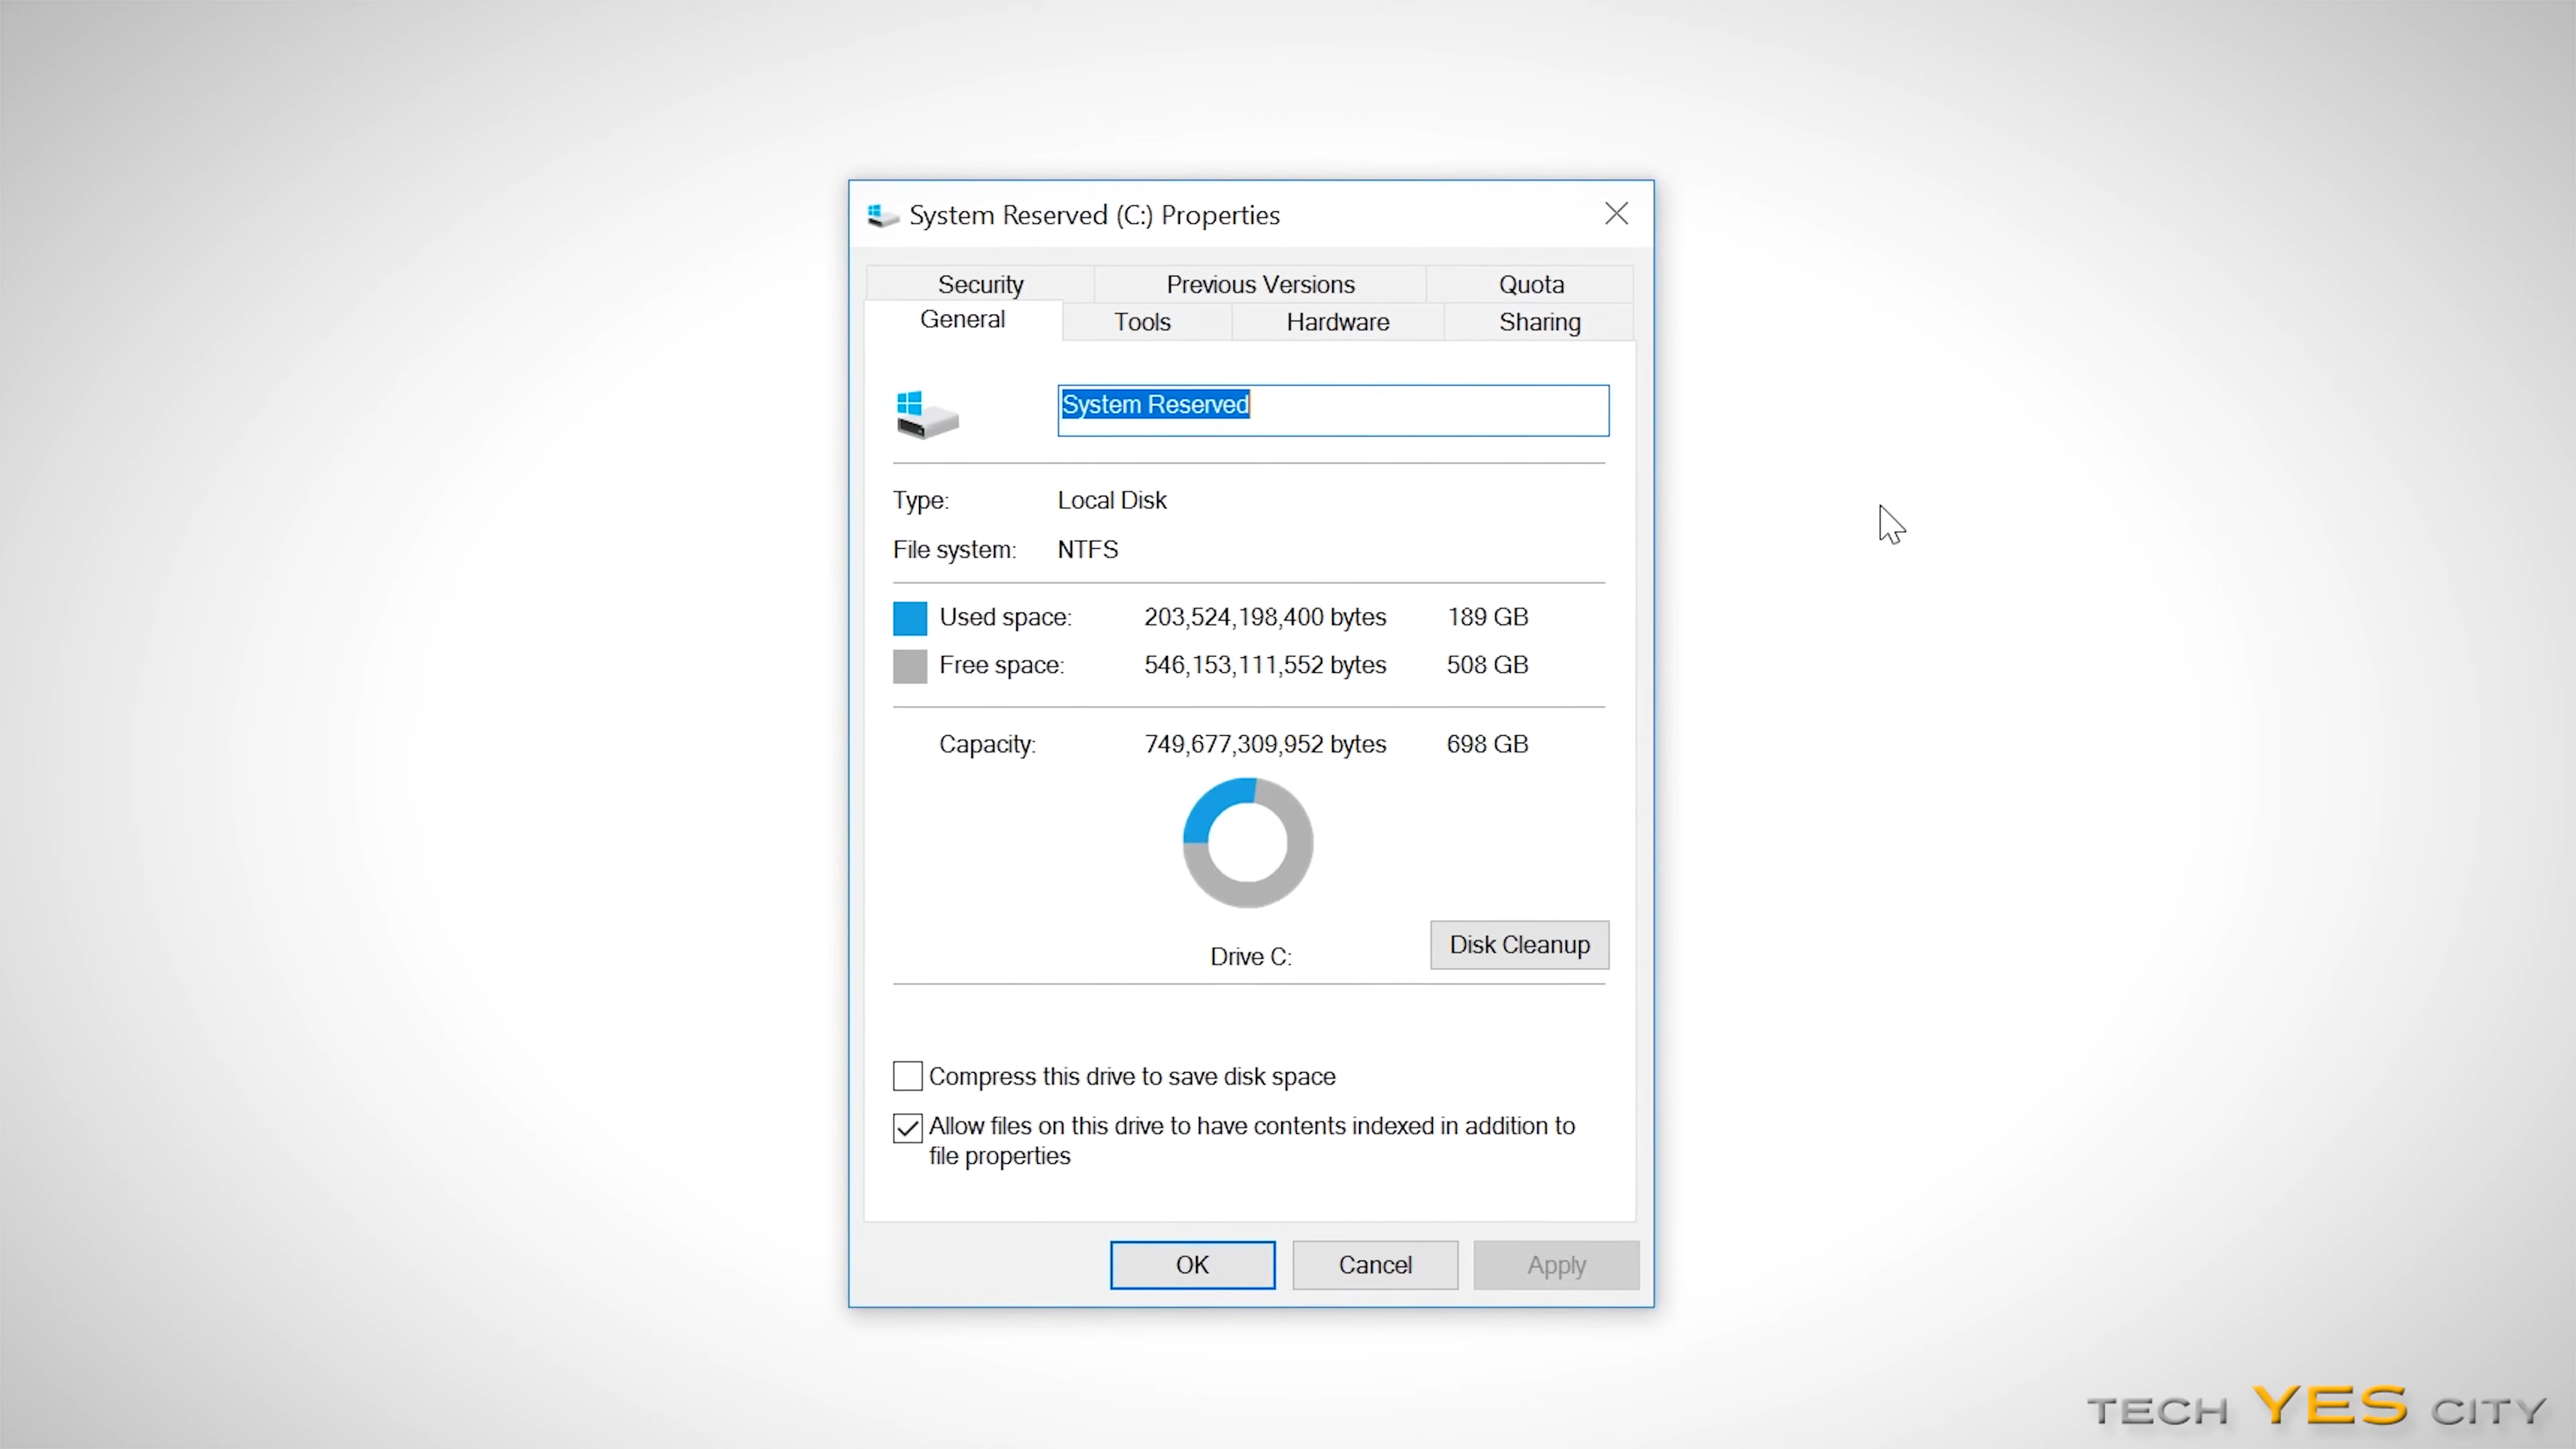 System Reserved (C:) Properties
Security Previous Versions Quota
General Tools Hardware Sharing
System Reserved
Type: Local Disk
File system: NTFS
Used space: 203,524,198,400 bytes 189 GB
Free space: 546,153,111,552 bytes 508 GB
Capacity: 749,677,309,952 bytes 698 GB
Drive C:
Disk Cleanup
Compress this drive to save disk space
Allow files on this drive to have contents indexed in addition to
file properties
OK Cancel Apply
TECH YES CITY